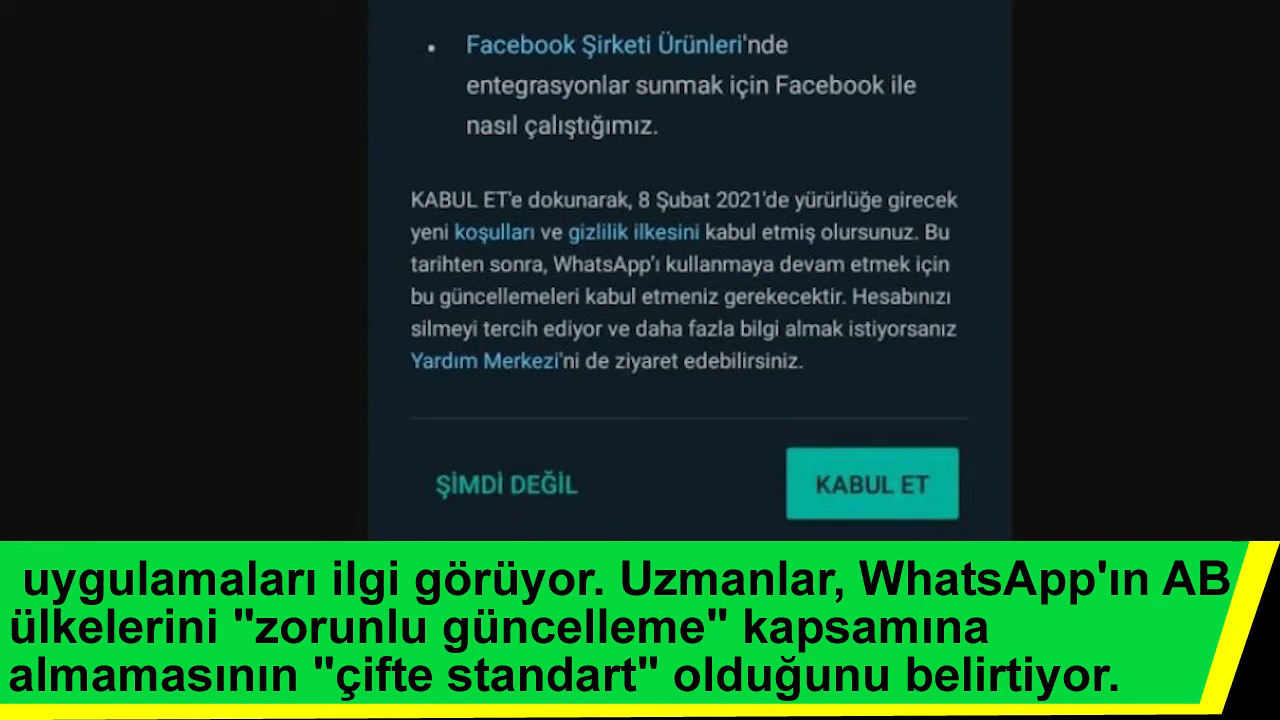 • Facebook Şirketi Ürünleri'nde
entegrasyonlar sunmak için Facebook ile
nasıl çalıştığımız.
KABUL ET'e dokunarak, 8 Şubat 2021'de yürürlüğe girecek
yeni koşulları ve gizlilik ilkesini kabul etmiş olursunuz. Bu
tarihten sonra, WhatsApp'ı kullanmaya devam etmek için
bu güncellemeleri kabul etmeniz gerekecektir. Hesabınızı
silmeyi tercih ediyor ve daha fazla bilgi almak istiyorsanız
Yardım Merkezi'ni de ziyaret edebilirsiniz.
ŞİMDİ DEĞİL
KABUL ET
uygulamaları ilgi görüyor. Uzmanlar, WhatsApp'ın AB
ülkelerini "zorunlu güncelleme" kapsamına
almamasının "çifte standart" olduğunu belirtiyor.